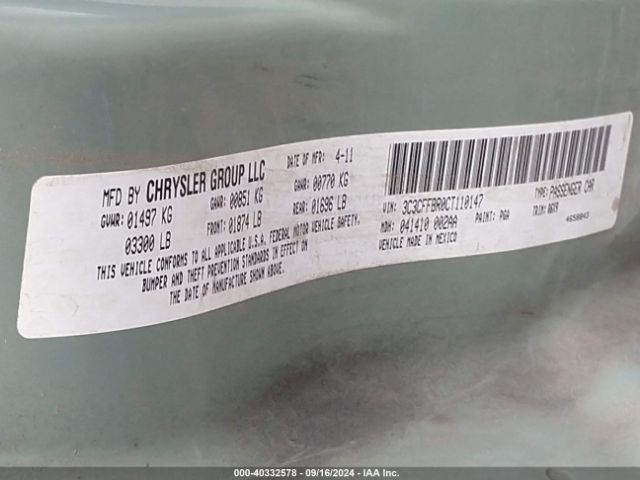 MFD BY CHRYSLER GROUP LLC
DATE OF MFR: 4-11
GVWR: 01497 KG
GAWR: 00851 KG
GAWR: 00770 KG
03300 LB
FRONT: 01874 LB
REAR: 01696 LB
THIS VEHICLE CONFORMS TO ALL APPLICABLE U.S.A. FEDERAL MOTOR VEHICLE SAFETY,
BUMPER AND THEFT PREVENTION STANDARDS IN EFFECT ON
THE DATE OF MANUFACTURE SHOWN ABOVE.
VIN: 3C3CFFBR0CT110147
TYPE: PASSENGER CAR
MDH: 041410 002AA
PAINT: PGA
TRIM:
VEHICLE MADE IN MEXICO
4650843
000-40332578 - 09/16/2024 - IAA Inc.